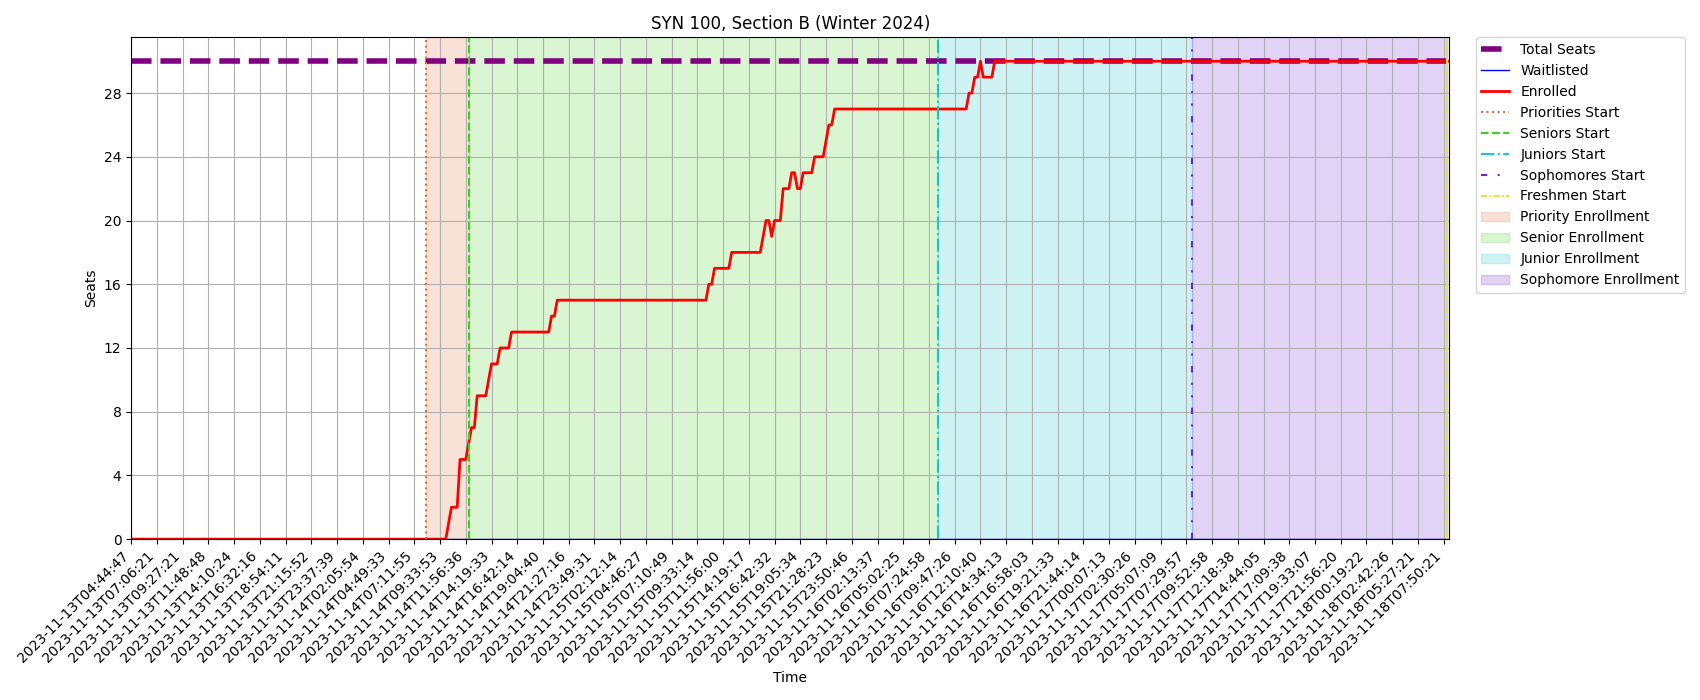 SYN 100, Section B (Winter 2024)
Total Seats
Waitlisted
Enrolled
Priorities Start
Seniors Start
Juniors Start
Sophomores Start
Freshmen Start
Priority Enrollment
Senior Enrollment
Junior Enrollment
Sophomore Enrollment
Seats
28
24
20
16
12
8
4
0
2023-11-13T04:44:47
2023-11-13T07:06:21
2023-11-13T09:27:21
2023-11-13T11:48:48
2023-11-13T14:10:24
2023-11-13T16:32:16
2023-11-13T18:54:11
2023-11-13T21:15:52
2023-11-13T23:37:39
2023-11-14T02:05:54
2023-11-14T04:49:33
2023-11-14T07:11:55
2023-11-14T09:33:53
2023-11-14T11:56:36
2023-11-14T14:19:33
2023-11-14T16:42:14
2023-11-14T19:04:40
2023-11-14T21:27:16
2023-11-14T23:49:31
2023-11-15T02:12:14
2023-11-15T04:46:27
2023-11-15T07:10:49
2023-11-15T09:33:14
2023-11-15T11:56:00
2023-11-15T14:19:17
2023-11-15T16:42:32
2023-11-15T19:05:34
2023-11-15T21:28:23
2023-11-15T23:50:46
2023-11-16T02:13:37
2023-11-16T05:02:25
2023-11-16T07:24:58
2023-11-16T09:47:26
2023-11-16T12:10:40
2023-11-16T14:34:13
2023-11-16T16:58:03
2023-11-16T19:21:33
2023-11-16T21:44:14
2023-11-17T00:07:13
2023-11-17T02:30:26
2023-11-17T05:07:09
2023-11-17T07:29:57
2023-11-17T09:52:58
2023-11-17T12:18:38
2023-11-17T14:44:05
2023-11-17T17:09:38
2023-11-17T19:33:07
2023-11-17T21:56:20
2023-11-18T00:19:22
2023-11-18T02:42:26
2023-11-18T05:27:21
2023-11-18T07:50:21
Time